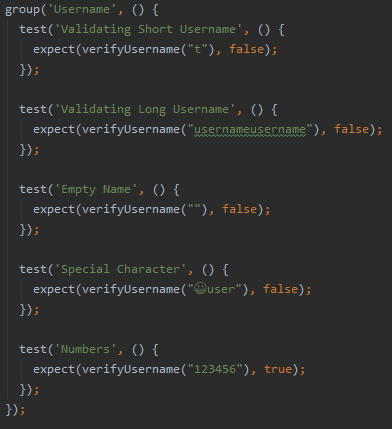 group('Username', () {
  test('Validating Short Username', () {
    expect(verifyUsername("t"), false);
  });

  test('Validating Long Username', () {
    expect(verifyUsername("usernameusername"), false);
  });

  test('Empty Name', () {
    expect(verifyUsername(""), false);
  });

  test('Special Character', () {
    expect(verifyUsername("😀user"), false);
  });

  test('Numbers', () {
    expect(verifyUsername("123456"), true);
  });
});